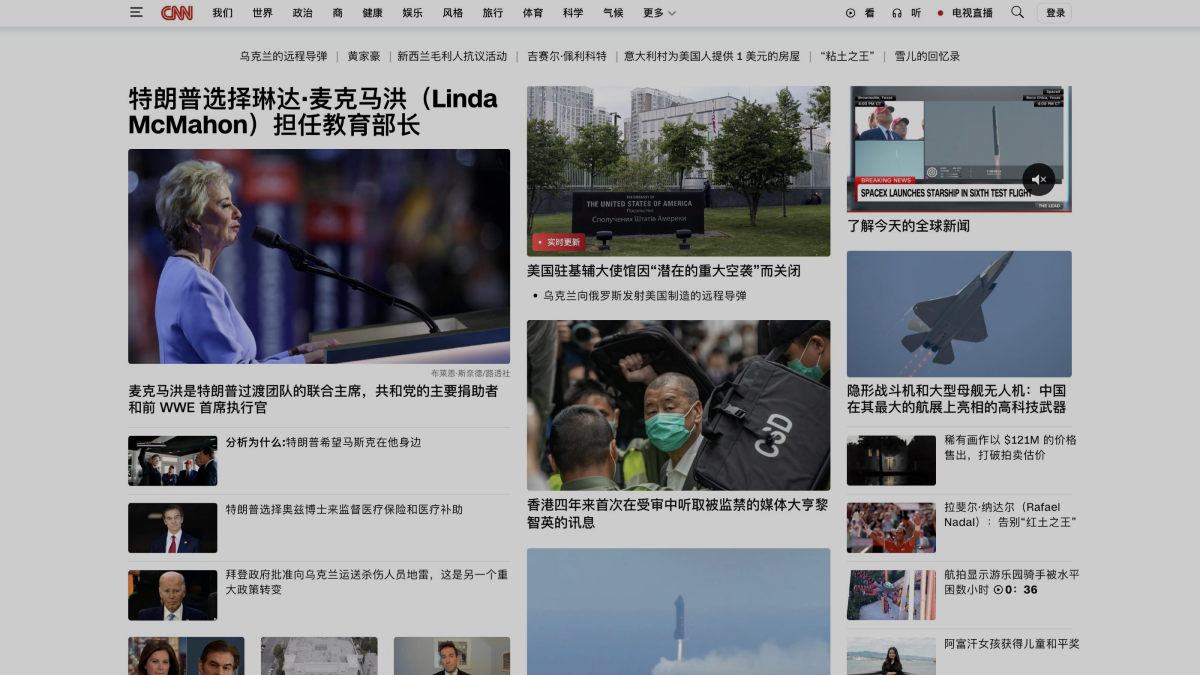 CNN
我们
世界
政治
商
健康
娱乐
风格
旅行
体育
科学
气候
更多
看
听
电视直播
登录
乌克兰的远程导弹
黄家豪
新西兰毛利人抗议活动
吉赛尔·佩利科特
意大利村为美国人提供 1 美元的房屋
“粘土之王”
雪儿的回忆录
特朗普选择琳达·麦克马洪（Linda
McMahon）担任教育部长
布莱恩·斯奈德/路透社
麦克马洪是特朗普过渡团队的联合主席，共和党的主要捐助者
和前 WWE 首席执行官
分析为什么:特朗普希望马斯克在他身边
特朗普选择奥兹博士来监督医疗保险和医疗补助
拜登政府批准向乌克兰运送杀伤人员地雷，这是另一个重
大政策转变
THE UNITED STATES OF AMERICA
Сполучених Штатів Америки
实时更新
美国驻基辅大使馆因“潜在的重大空袭”而关闭
乌克兰向俄罗斯发射美国制造的远程导弹
CSD
香港四年来首次在受审中听取被监禁的媒体大亨黎
智英的讯息
BREAKING NEWS
SPACEX LAUNCHES STARSHIP IN SIXTH TEST FLIGHT
THE LEAD
了解今天的全球新闻
隐形战斗机和大型母舰无人机：中国
在其最大的航展上亮相的高科技武器
稀有画作以 $121M 的价格
售出，打破拍卖估价
拉斐尔·纳达尔（Rafael
Nadal）：告别“红土之王”
航拍显示游乐园骑手被水平
困数小时 0：36
阿富汗女孩获得儿童和平奖